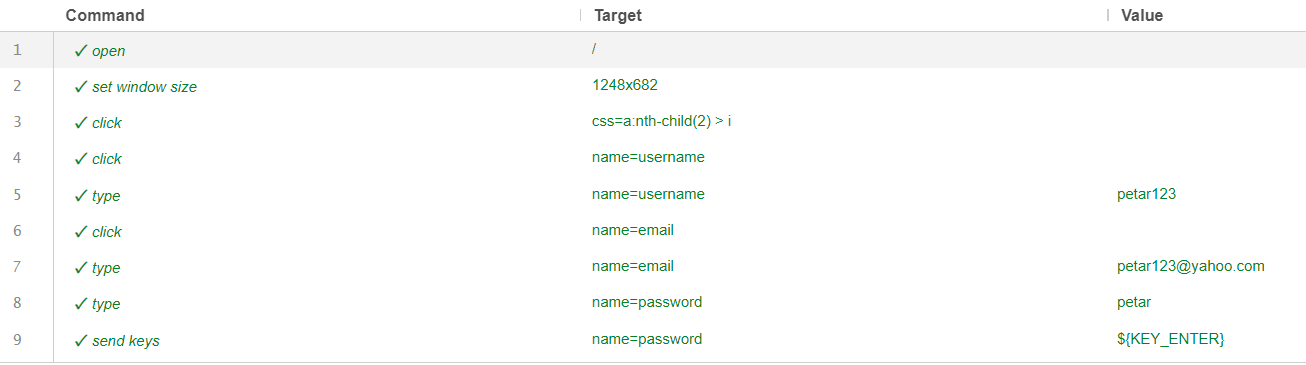 Command Target Value
1 ✓ open /
2 ✓ set window size 1248x682
3 ✓ click css=a:nth-child(2) > i
4 ✓ click name=username
5 ✓ type name=username petar123
6 ✓ click name=email
7 ✓ type name=email petar123@yahoo.com
8 ✓ type name=password petar
9 ✓ send keys name=password ${KEY_ENTER}